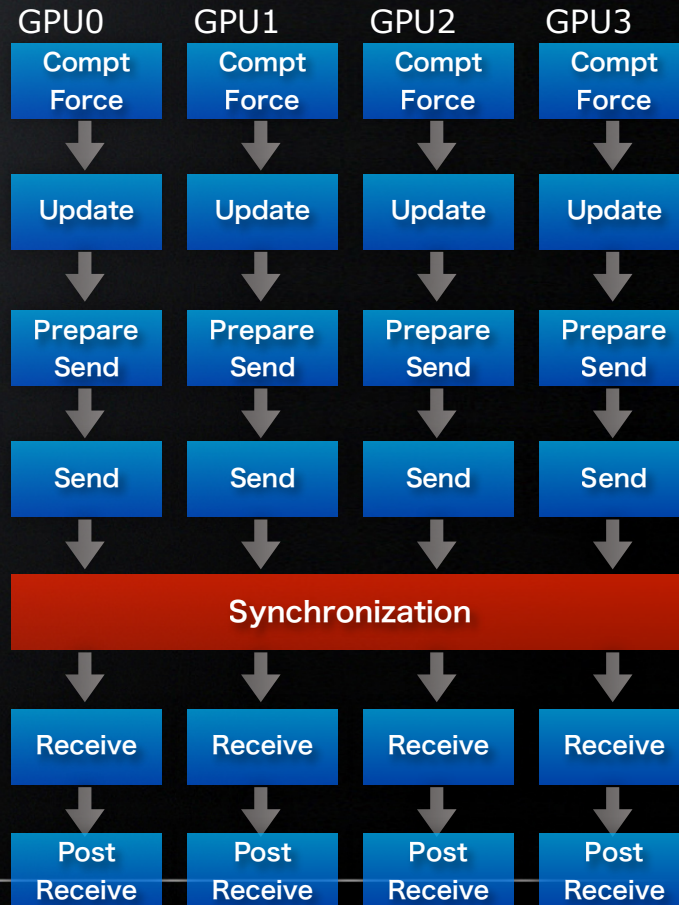 GPU0 GPU1 GPU2 GPU3
Compt Compt Compt Compt
Force Force Force Force
Update Update Update Update
Prepare Prepare Prepare Prepare
Send Send Send Send
Send Send Send Send
Synchronization
Receive Receive Receive Receive
Post Post Post Post
Receive Receive Receive Receive